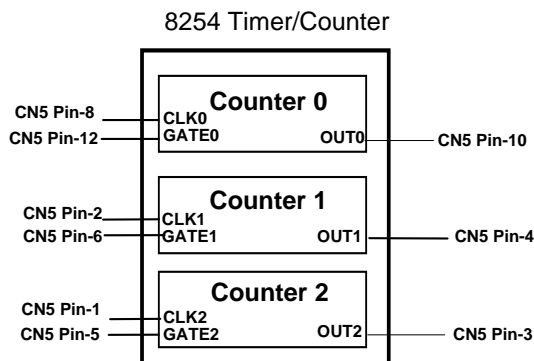 8254 Timer/Counter
Counter 0
CN5 Pin-8
CLK0
CN5 Pin-12
GATE0
OUT0
CN5 Pin-10
Counter 1
CN5 Pin-2
CLK1
CN5 Pin-6
GATE1
OUT1
CN5 Pin-4
Counter 2
CN5 Pin-1
CLK2
CN5 Pin-5
GATE2
OUT2
CN5 Pin-3